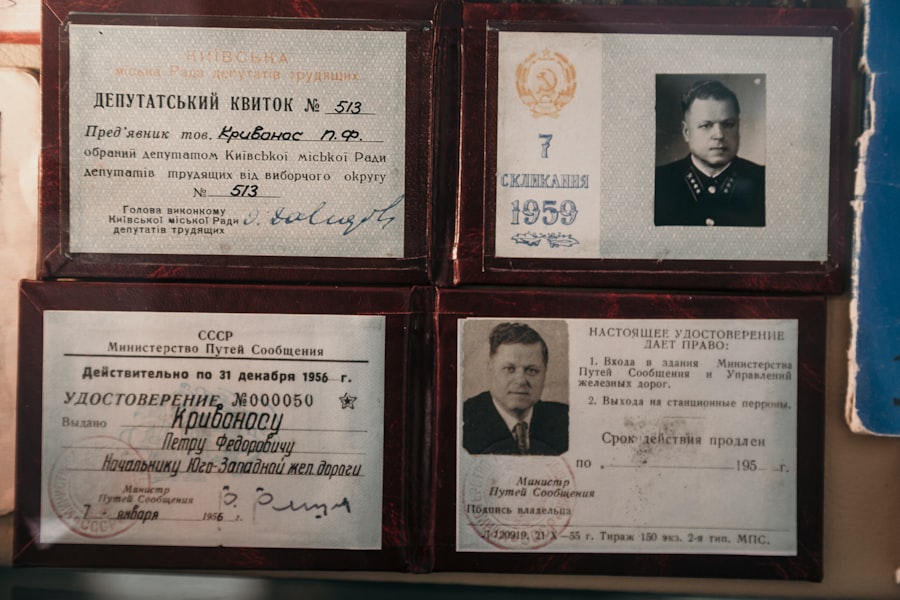 КИЇВСЬКА
міська Рада депутатів трудящих
ДЕПУТАТСЬКИЙ КВИТОК № 513
Пред'явник тов. Кривонос П.Ф.
обраний депутатом Київської міської Ради
депутатів трудящих від виборчого округу
№ 513
Голова виконкому
Київської міської Ради
депутатів трудящих
7
СКЛИКАННЯ
1959
СССР
Министерство Путей Сообщения
Действительно по 31 декабря 1956 г.
УДОСТОВЕРЕНИЕ №000050
Выдано Кривоносу
Петру Федоровичу
Начальнику Юго-Западной жел. дороги
Министр
Путей Сообщения
7 - января 1956 г.
НАСТОЯЩЕЕ УДОСТОВЕРЕНИЕ
ДАЕТ ПРАВО:
1. Входа в здания Министерства
Путей Сообщения и Управлений
железных дорог.
2. Выхода на станционные перроны.
Срок действия продлен
по 195 г.
Министр
Путей Сообщения
Подпись владельца
Л-120919, 21/X—55 г. Тираж 150 экз. 2-я тип. МПС.